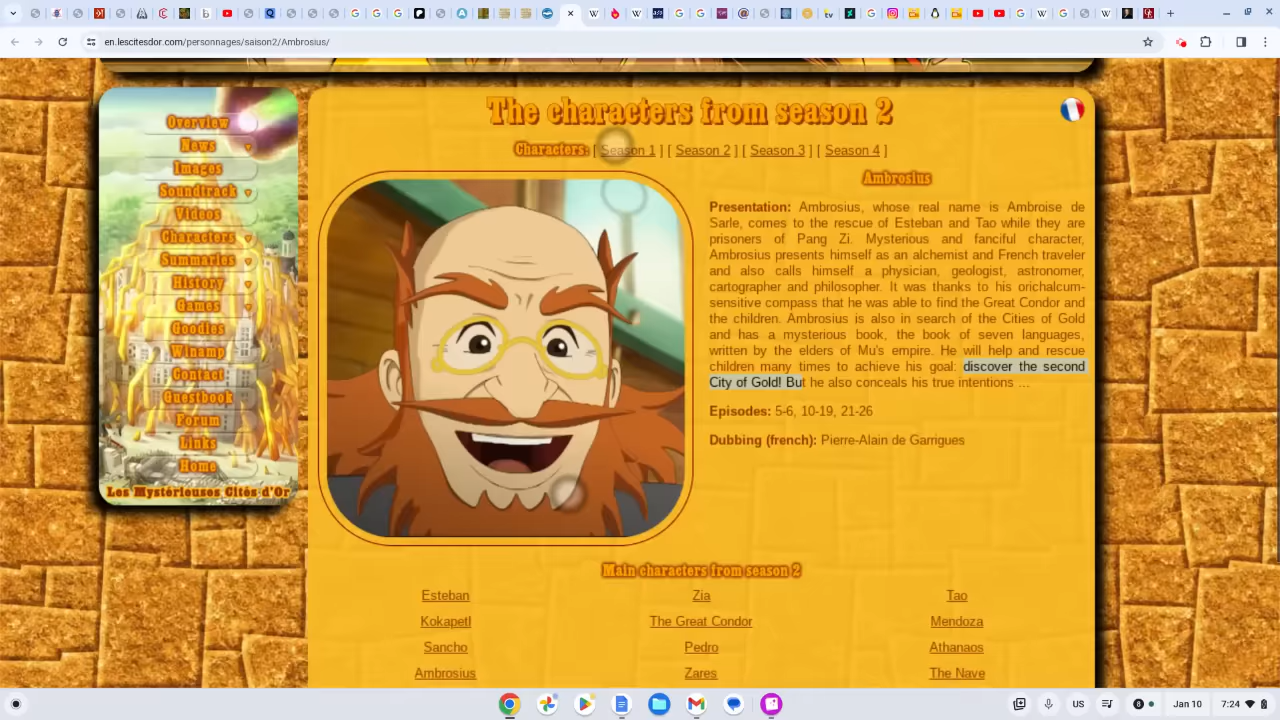 en.lescitesdor.com/personnages/saison2/Ambrosius/
Overview
News
Images
Soundtrack
Videos
Characters
Summaries
History
Games
Goodies
Winamp
Contact
Guestbook
Forum
Links
Home
Les Mystérieuses Cités d'Or
The characters from season 2
Characters: [ Season 1 ] [ Season 2 ] [ Season 3 ] [ Season 4 ]
Ambrosius
Presentation: Ambrosius, whose real name is Ambroise de
Sarle, comes to the rescue of Esteban and Tao while they are
prisoners of Pang Zi. Mysterious and fanciful character,
Ambrosius presents himself as an alchemist and French traveler
and also calls himself a physician, geologist, astronomer,
cartographer and philosopher. It was thanks to his orichalcum-
sensitive compass that he was able to find the Great Condor and
the children. Ambrosius is also in search of the Cities of Gold
and has a mysterious book, the book of seven languages,
written by the elders of Mu's empire. He will help and rescue
children many times to achieve his goal: discover the second
City of Gold! But he also conceals his true intentions ...
Episodes: 5-6, 10-19, 21-26
Dubbing (french): Pierre-Alain de Garrigues
Main characters from season 2
Esteban Zia Tao
Kokapetl The Great Condor Mendoza
Sancho Pedro Athanaos
Ambrosius Zares The Nave
US 8 Jan 10 7:24